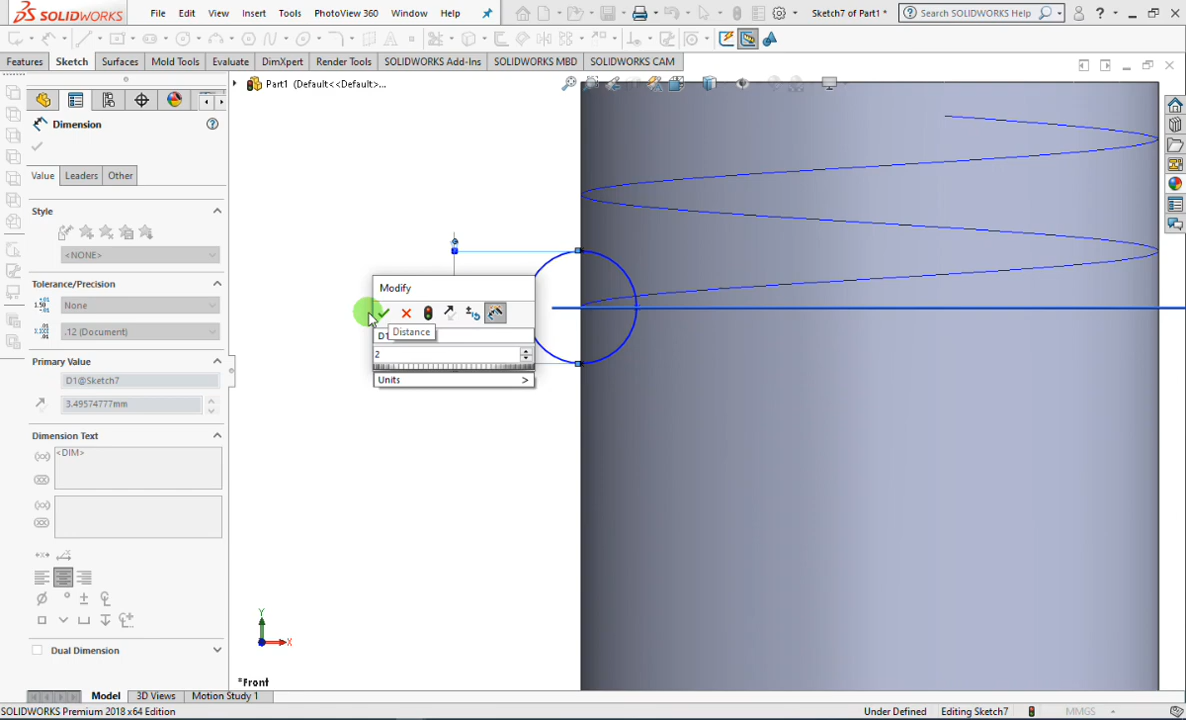 SOLIDWORKS File Edit View Insert Tools PhotoView 360 Window Help Sketch7 of Part1 * Search SOLIDWORKS Help
Features Sketch Surfaces Mold Tools Evaluate DimXpert Render Tools SOLIDWORKS Add-Ins SOLIDWORKS MBD SOLIDWORKS CAM
Part1 (Default<<Default>...
Dimension
Value Leaders Other
Style
<NONE>
Tolerance/Precision
None
.12 (Document)
Primary Value
D1@Sketch7
3.49574777mm
Dimension Text
<DIM>
Dual Dimension
Modify
D1
Distance
2
Units >
Y
X
*Front
Model 3D Views Motion Study 1
SOLIDWORKS Premium 2018 x64 Edition Under Defined Editing Sketch7 MMGS